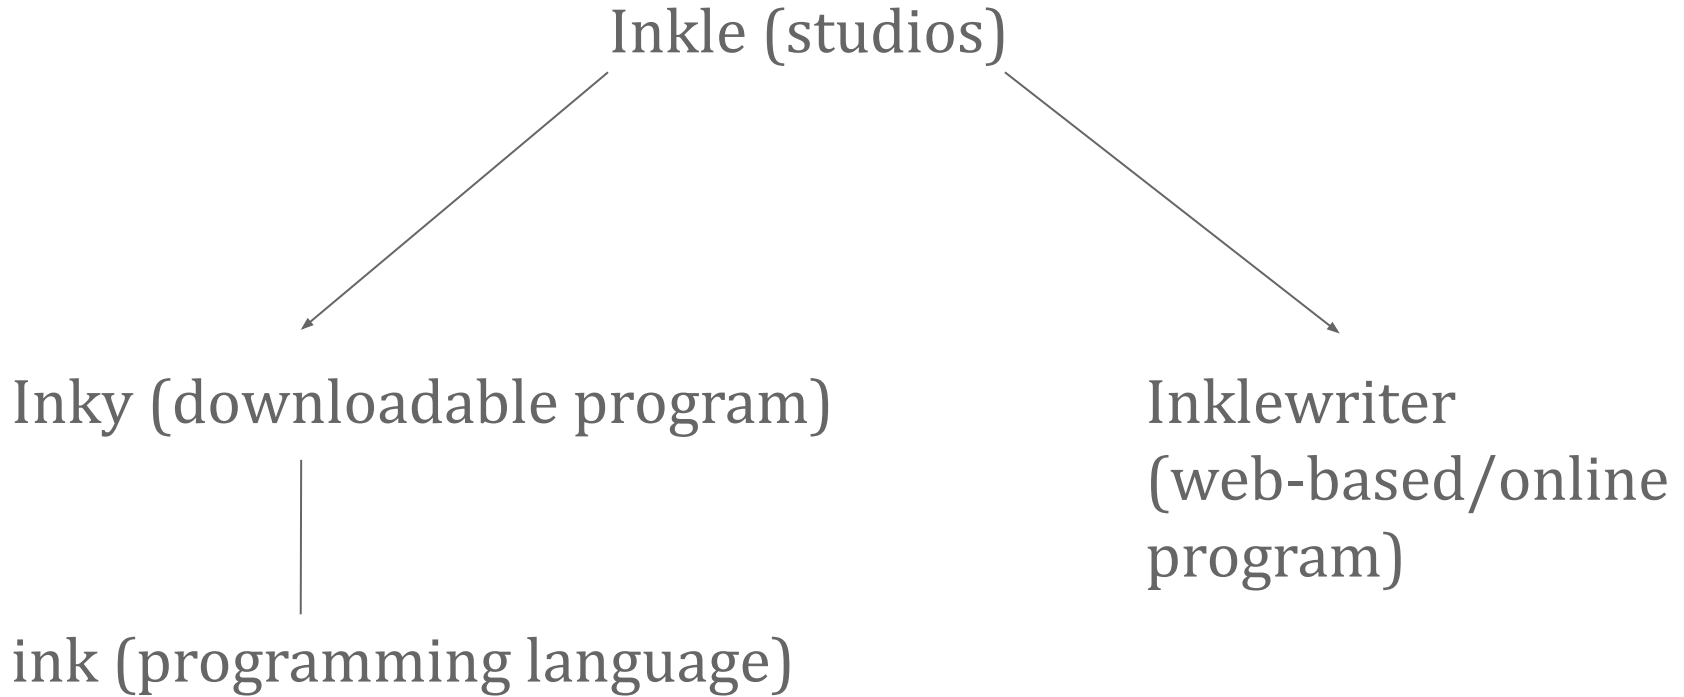 Inkle (studios)
Inky (downloadable program)
Inklewriter
(web-based/online
program)
ink (programming language)